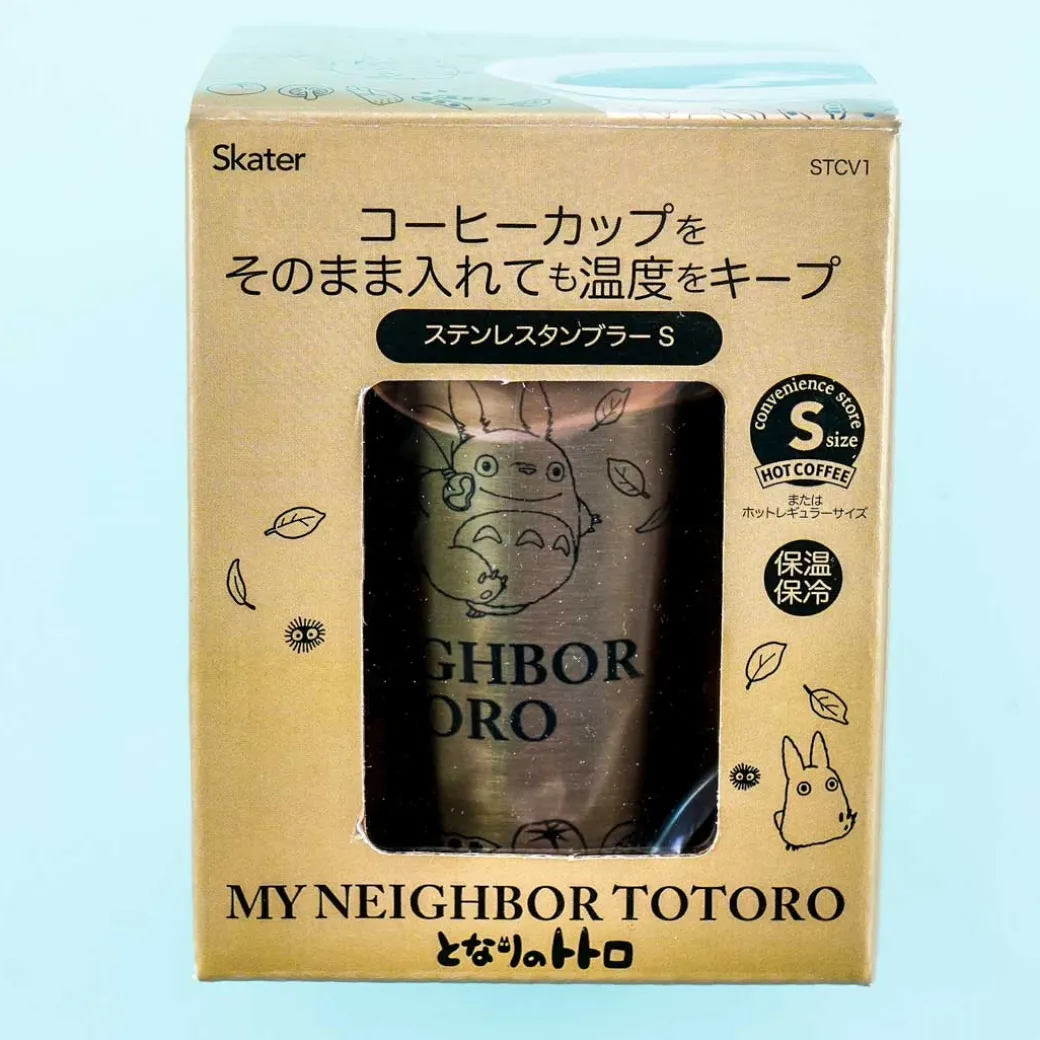 Skater
STCV1
コーヒーカップを
そのまま入れても温度をキープ
ステンレスタンブラー S
convenience store
S size
HOT COFFEE
または
ホットレギュラーサイズ
保温
保冷
GHBOR
ORO
MY NEIGHBOR TOTORO
となりのトトロ